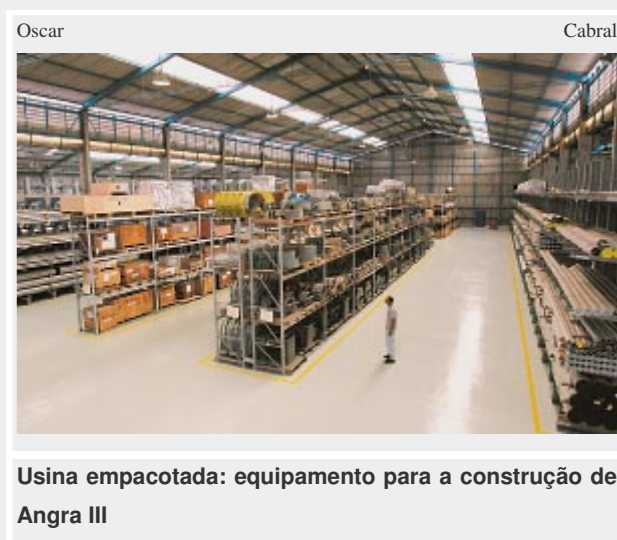 Oscar Cabral
Usina empacotada: equipamento para a construção de
Angra III